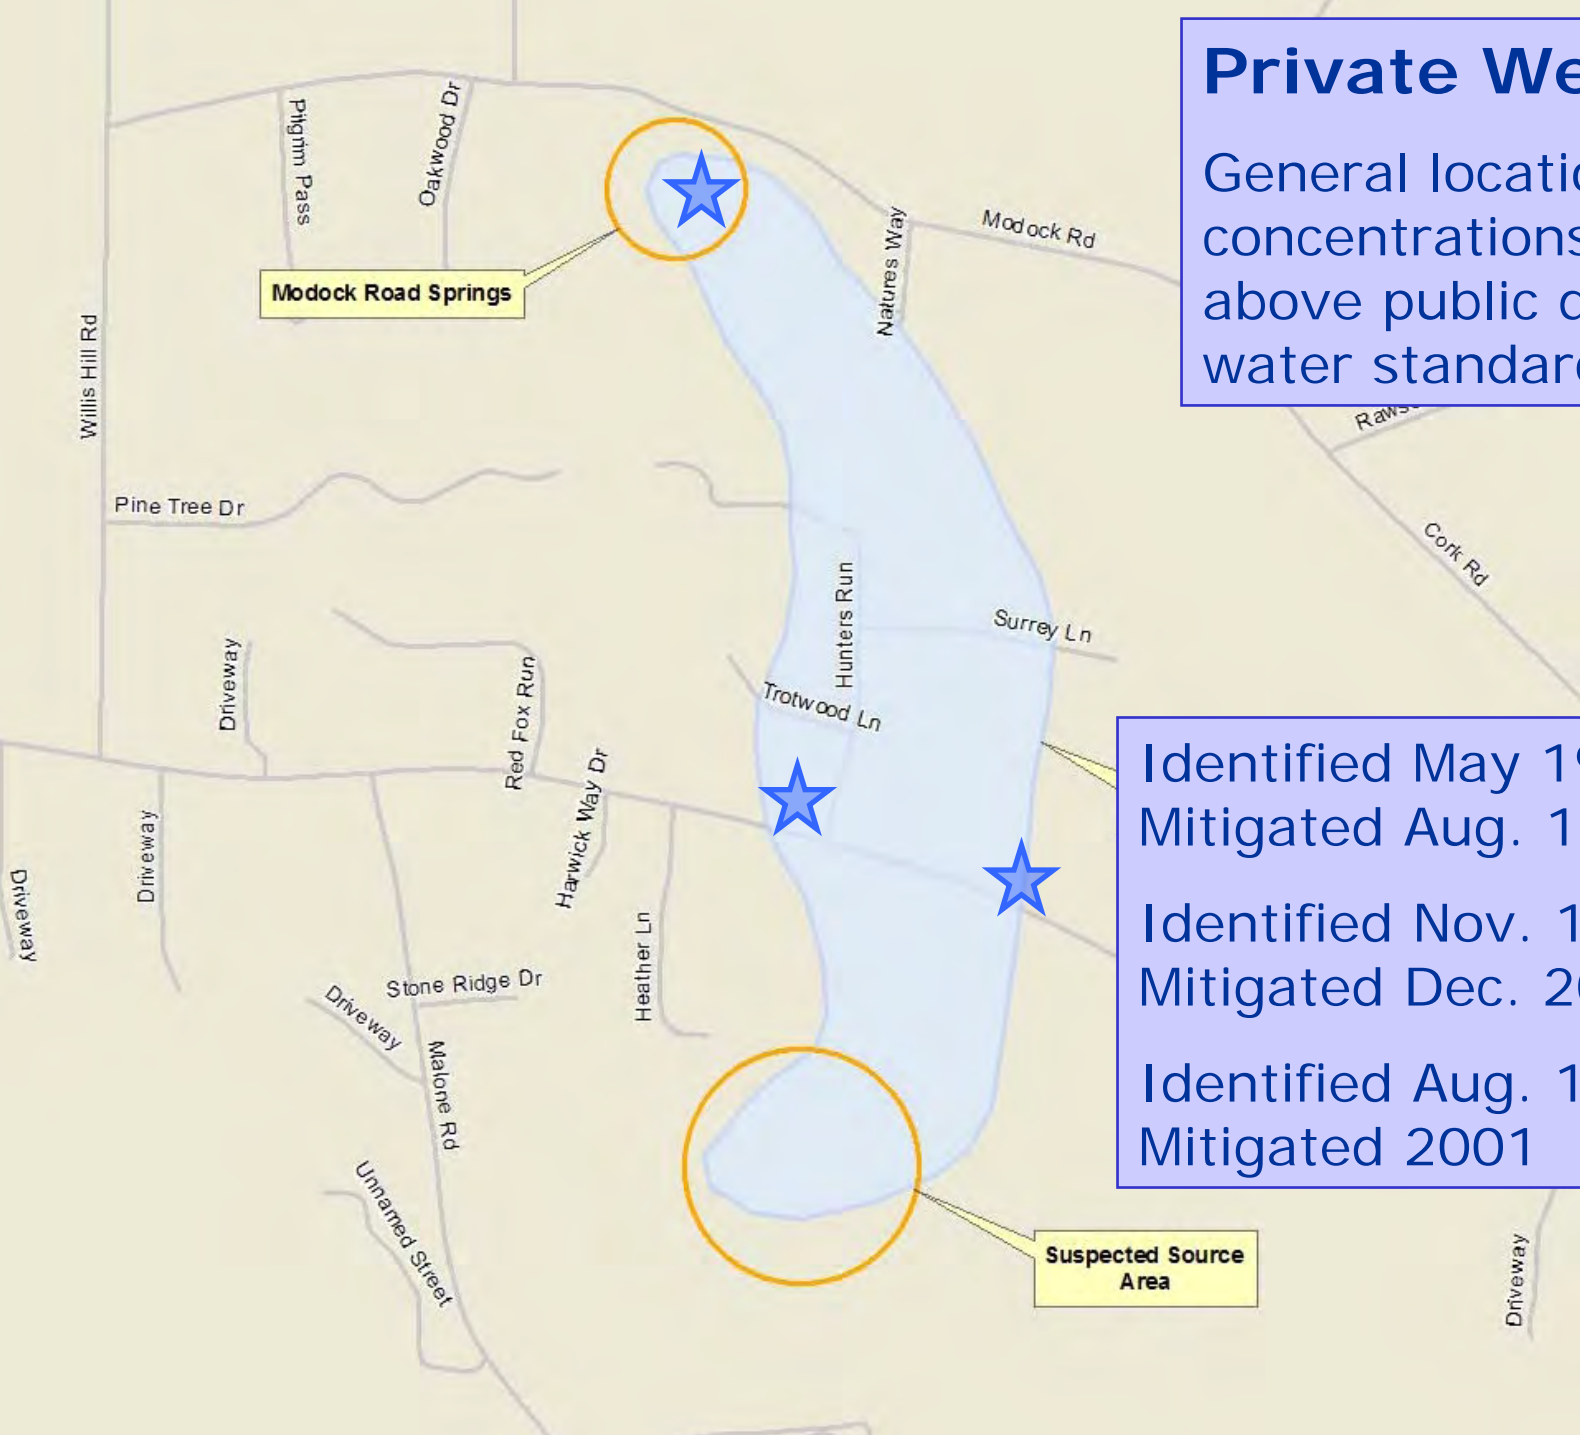 Private We
General locatio
concentrations
above public d
water standard
Pilgrim Pass
Oakwood Dr
Natures Way
Modock Rd
Modock Road Springs
Willis Hill Rd
Pine Tree Dr
Cork Rd
Hunters Run
Surrey Ln
Trotwood Ln
Driveway
Red Fox Run
Harwick Way Dr
Driveway
Driveway
Heather Ln
Stone Ridge Dr
Driveway
Malone Rd
Unnamed Street
Identified May 19
Mitigated Aug. 1
Identified Nov. 1
Mitigated Dec. 20
Identified Aug. 1
Mitigated 2001
Suspected Source
Area
Driveway